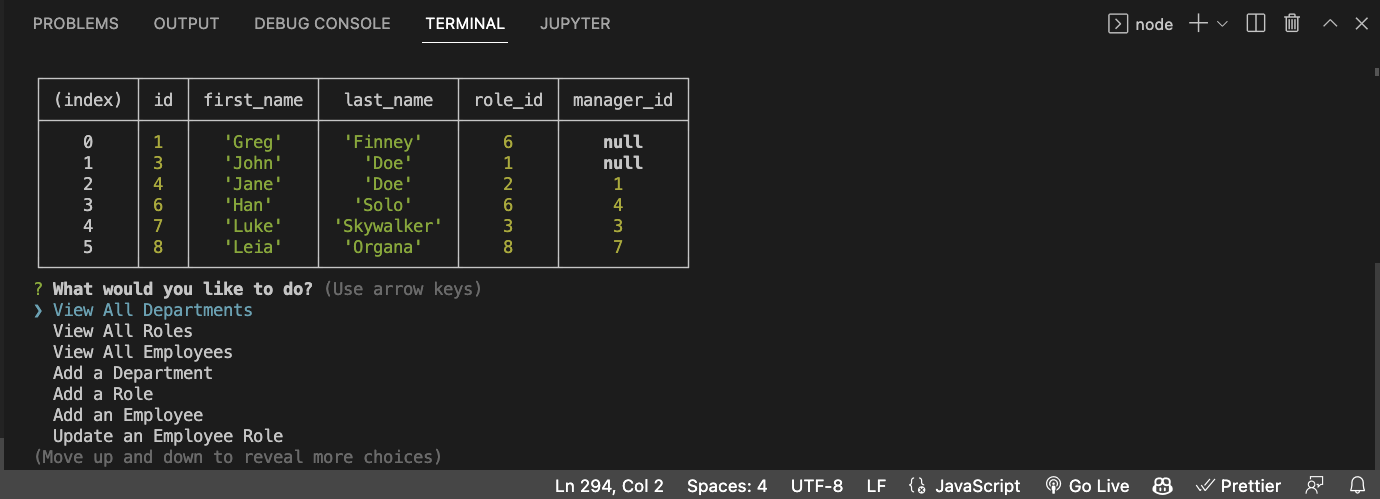 PROBLEMS OUTPUT DEBUG CONSOLE TERMINAL JUPYTER node
(index) id first_name last_name role_id manager_id
0 1 'Greg' 'Finney' 6 null
1 3 'John' 'Doe' 1 null
2 4 'Jane' 'Doe' 2 1
3 6 'Han' 'Solo' 6 4
4 7 'Luke' 'Skywalker' 3 3
5 8 'Leia' 'Organa' 8 7
? What would you like to do? (Use arrow keys)
❯ View All Departments
View All Roles
View All Employees
Add a Department
Add a Role
Add an Employee
Update an Employee Role
(Move up and down to reveal more choices)
Ln 294, Col 2 Spaces: 4 UTF-8 LF JavaScript Go Live Prettier